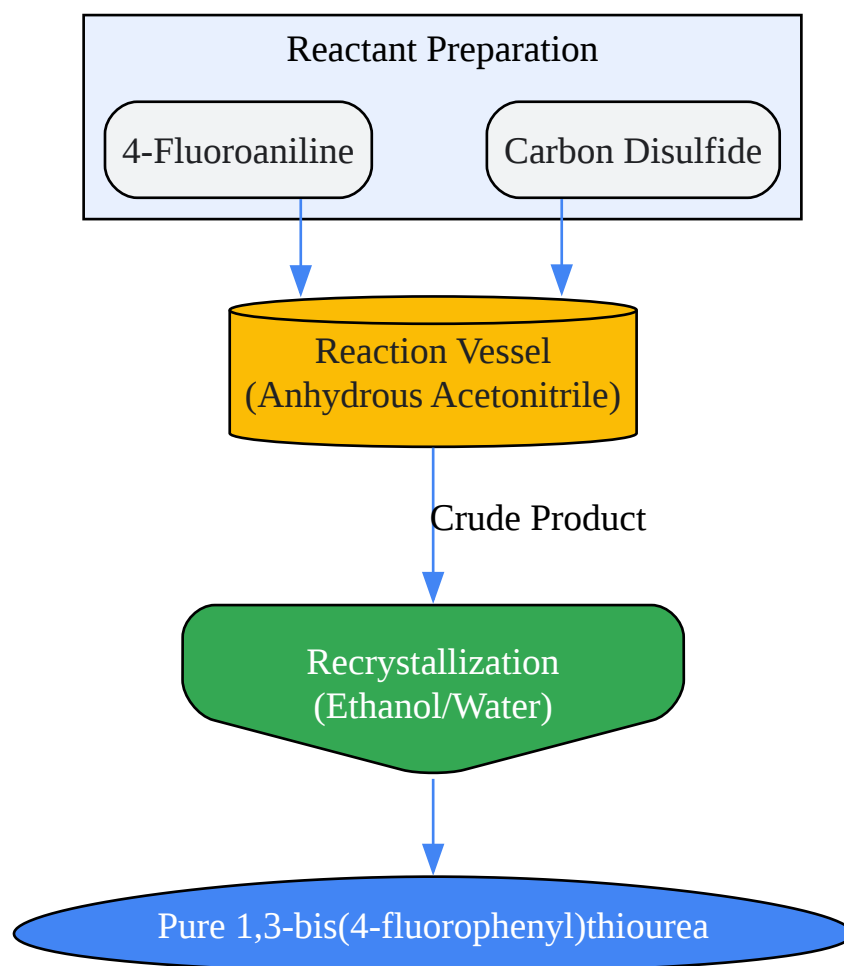 Reactant Preparation
4-Fluoroaniline
Carbon Disulfide
Reaction Vessel
(Anhydrous Acetonitrile)
Crude Product
Recrystallization
(Ethanol/Water)
Pure 1,3-bis(4-fluorophenyl)thiourea